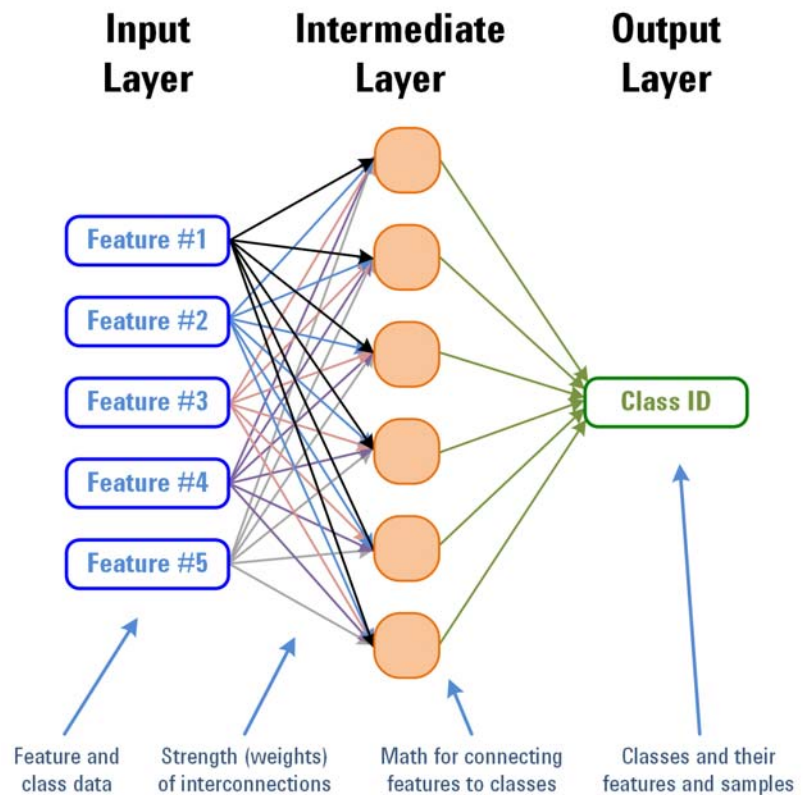 Input
Layer
Intermediate
Layer
Output
Layer
Feature #1
Feature #2
Feature #3
Feature #4
Feature #5
Class ID
Feature and
class data
Strength (weights)
of interconnections
Math for connecting
features to classes
Classes and their
features and samples